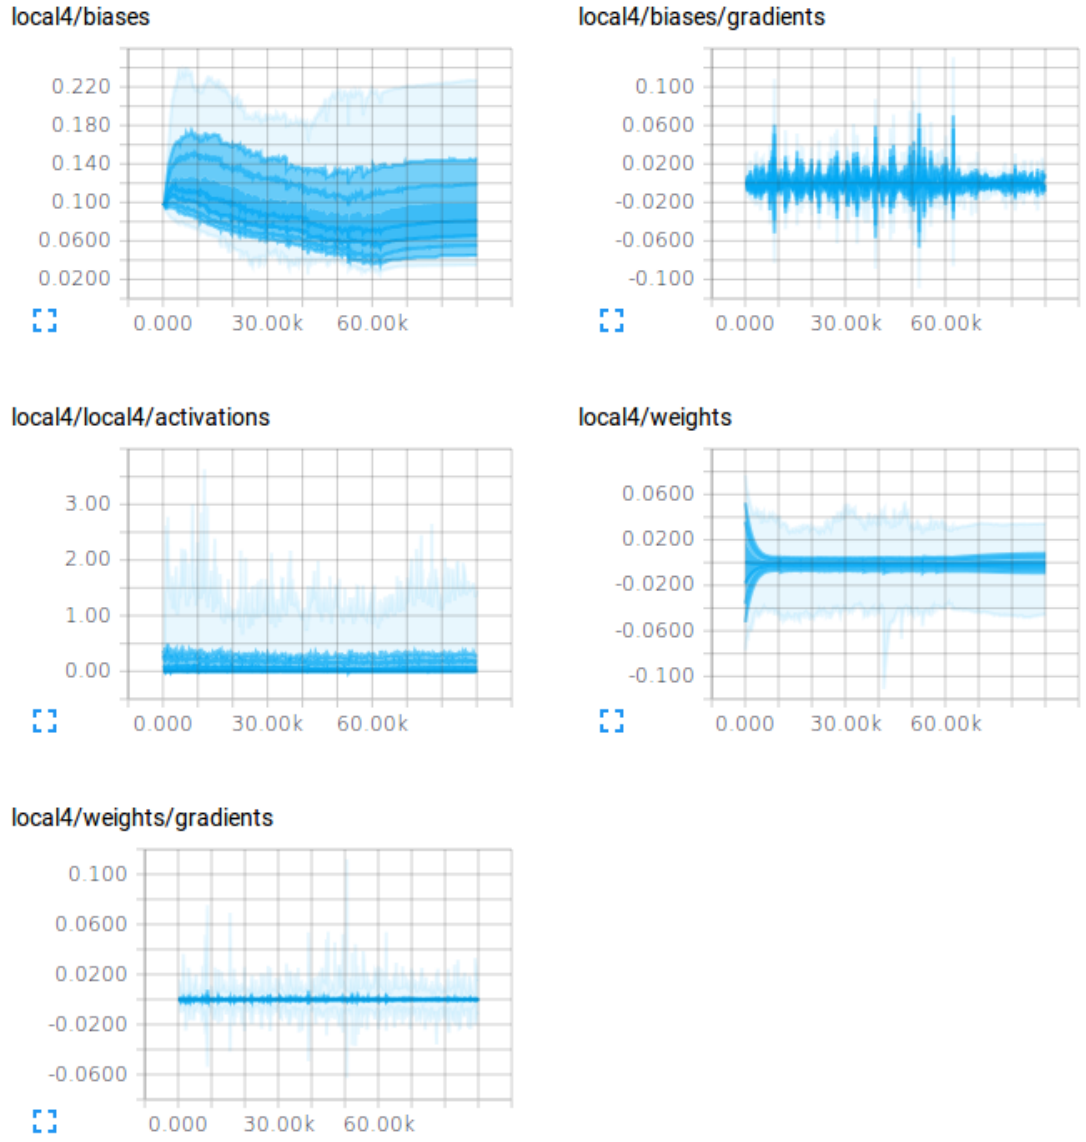 local4/biases
0.220
0.180
0.140
0.100
0.0600
0.0200
0.000 30.00k 60.00k
local4/biases/gradients
0.100
0.0600
0.0200
-0.0200
-0.0600
-0.100
0.000 30.00k 60.00k
local4/local4/activations
3.00
2.00
1.00
0.00
0.000 30.00k 60.00k
local4/weights
0.0600
0.0200
-0.0200
-0.0600
-0.100
0.000 30.00k 60.00k
local4/weights/gradients
0.100
0.0600
0.0200
-0.0200
-0.0600
0.000 30.00k 60.00k